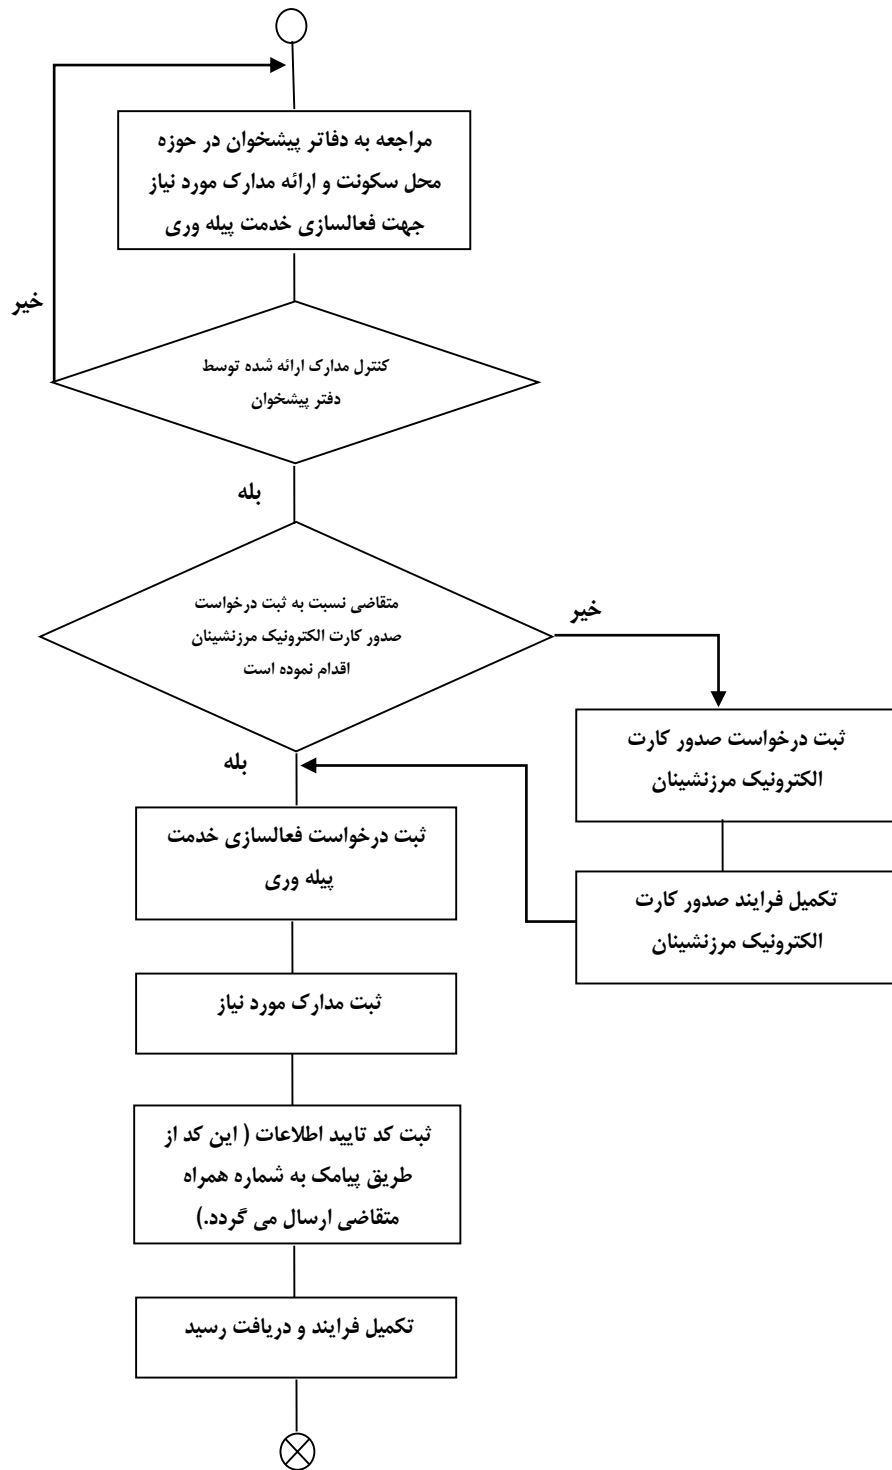 مراجعه به دفاتر پیشخوان در حوزه
محل سکونت و ارائه مدارک مورد نیاز
جهت فعالسازی خدمت پیله وری
خیر
کنترل مدارک ارائه شده توسط
دفتر پیشخوان
بله
متقاضی نسبت به ثبت درخواست
صدور کارت الکترونیک مرزنشینان
اقدام نموده است
خیر
ثبت درخواست صدور کارت
الکترونیک مرزنشینان
بله
ثبت درخواست فعالسازی خدمت
پیله وری
تکمیل فرایند صدور کارت
الکترونیک مرزنشینان
ثبت مدارک مورد نیاز
ثبت کد تایید اطلاعات ( این کد از
طریق پیامک به شماره همراه
متقاضی ارسال می گردد.)
تکمیل فرایند و دریافت رسید